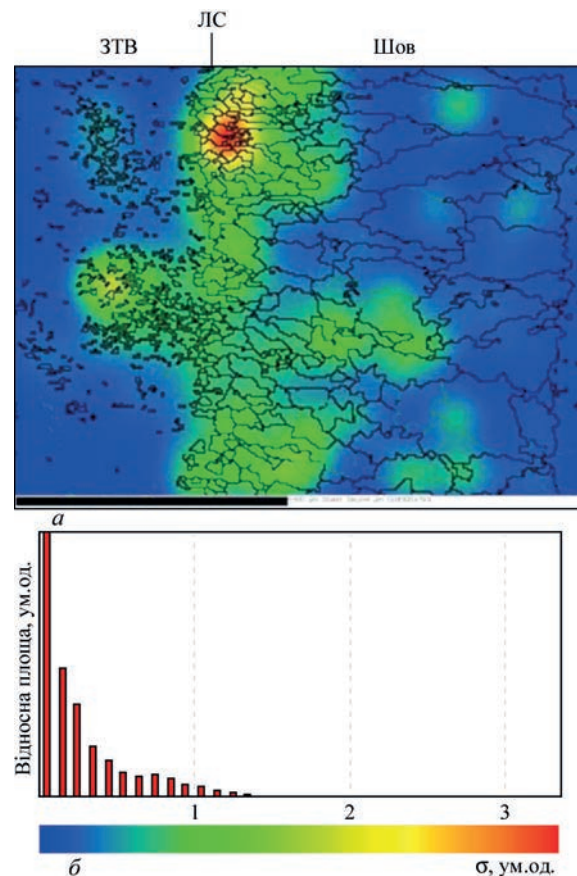 ЛС
ЗТВ Шов
а
Відносна площа, ум.од.
1 2 3
б σ, ум.од.